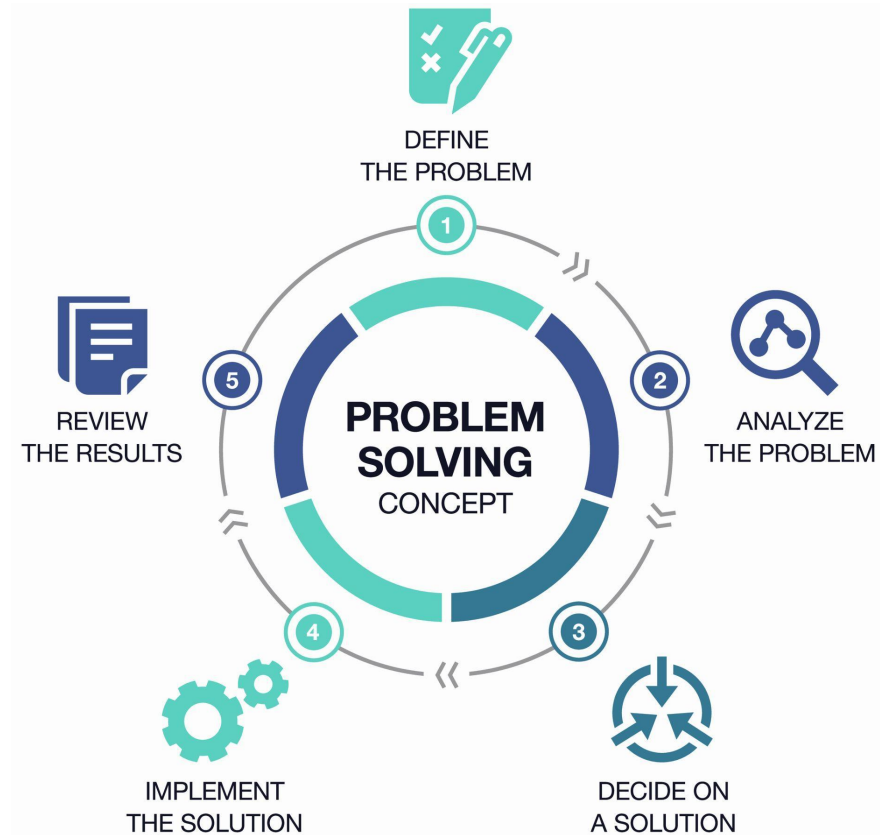 DEFINE
THE PROBLEM
1
2
ANALYZE
THE PROBLEM
3
DECIDE ON
A SOLUTION
4
IMPLEMENT
THE SOLUTION
5
REVIEW
THE RESULTS
PROBLEM
SOLVING
CONCEPT